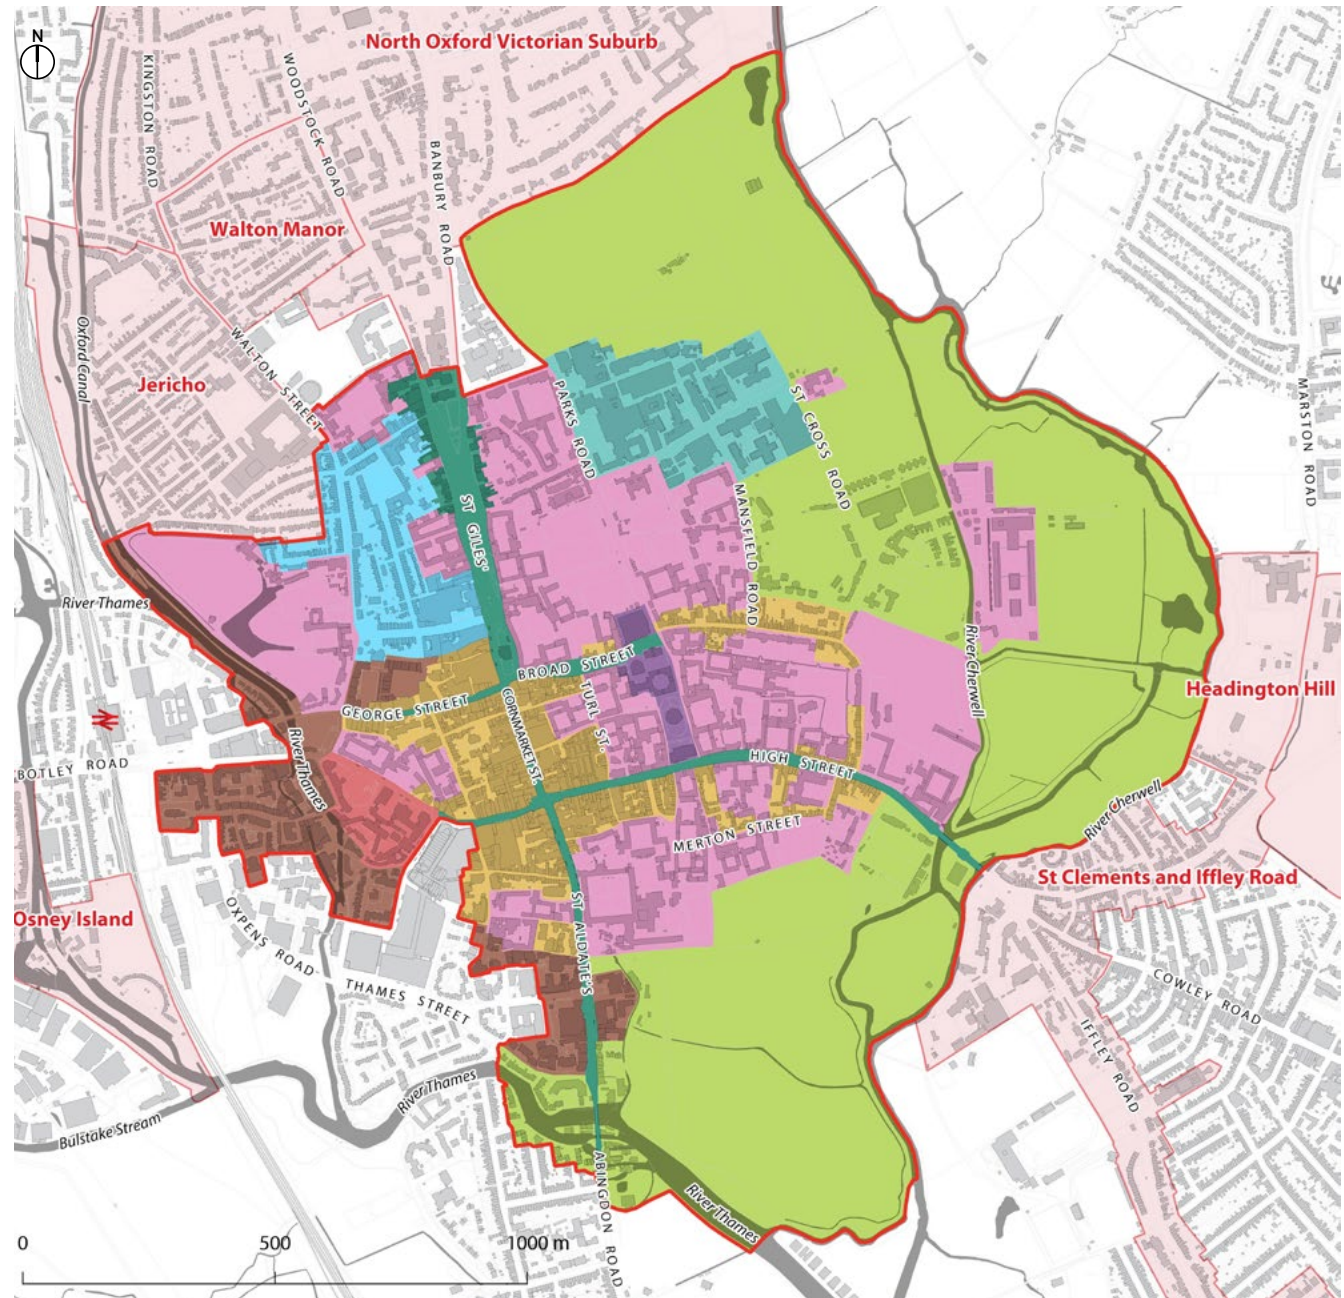 N
North Oxford Victorian Suburb
KINGSTON ROAD
WOODSTOCK ROAD
BANBURY ROAD
Walton Manor
Oxford Canal
WALTON STREET
Jericho
PARKS ROAD
ST CROSS ROAD
MARSTON ROAD
ST GILES'
MANSFIELD ROAD
River Thames
River Cherwell
BROAD STREET
GEORGE STREET
TURL ST.
CORNMARKET ST.
Headington Hill
BOTLEY ROAD
River Thames
HIGH STREET
River Cherwell
MERTON STREET
St Clements and Iffley Road
Osney Island
OXPENS ROAD
ST ALDATE'S
THAMES STREET
COWLEY ROAD
IFFLEY ROAD
River Thames
Bulstake Stream
ABINGDON ROAD
River Thames
0 500 1000 m